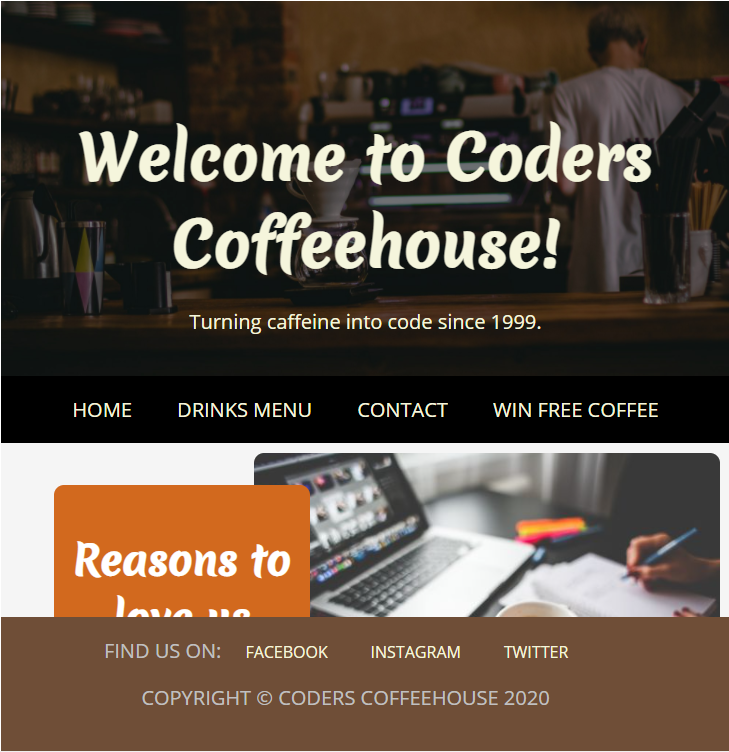 Welcome to Coders
Coffeehouse!
Turning caffeine into code since 1999.
HOME DRINKS MENU CONTACT WIN FREE COFFEE
Reasons to
love us
FIND US ON: FACEBOOK INSTAGRAM TWITTER
COPYRIGHT © CODERS COFFEEHOUSE 2020